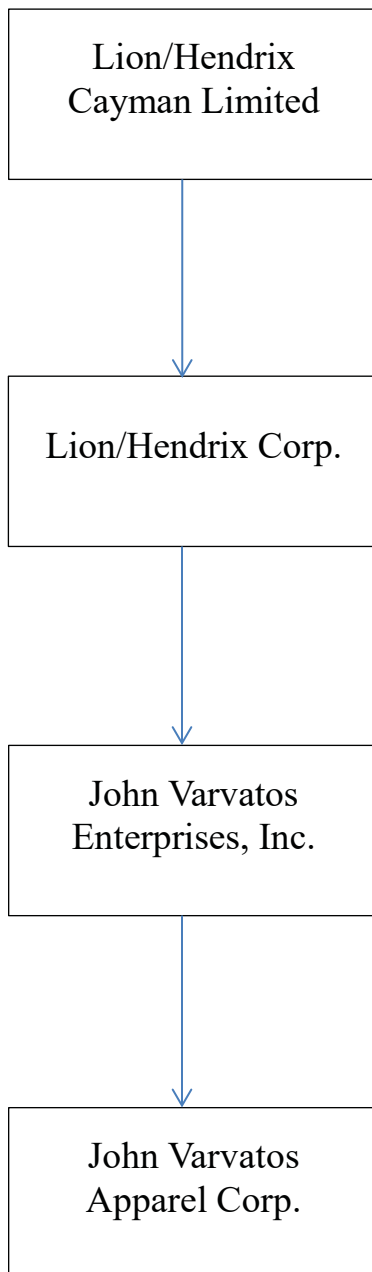 Lion/Hendrix
Cayman Limited
Lion/Hendrix Corp.
John Varvatos
Enterprises, Inc.
John Varvatos
Apparel Corp.